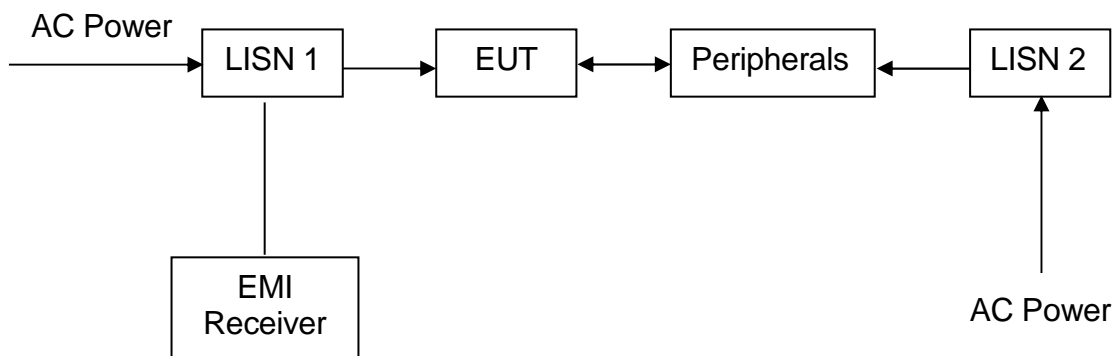 AC Power
LISN 1
EUT
Peripherals
LISN 2
EMI
Receiver
AC Power